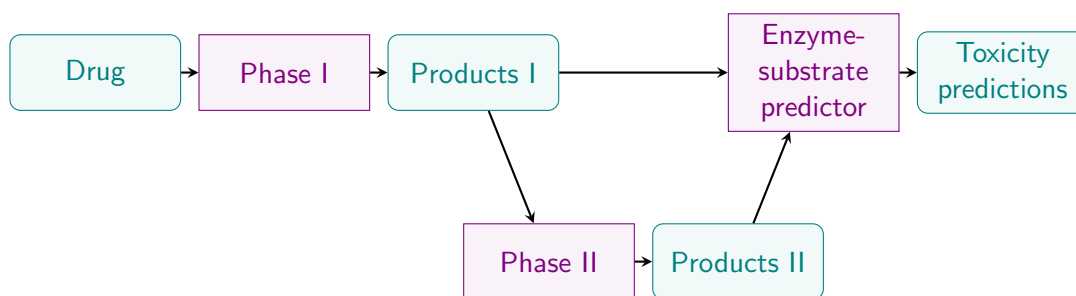 Drug
Phase I
Products I
Enzyme-
substrate
predictor
Toxicity
predictions
Phase II
Products II